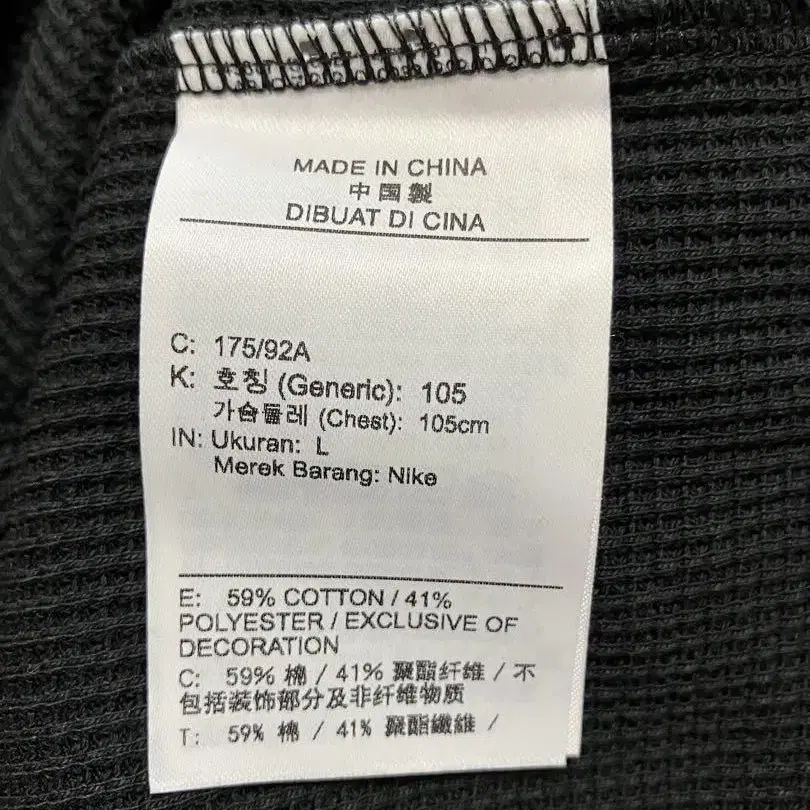 MADE IN CHINA
中国製
DIBUAT DI CINA
C: 175/92A
K: 호칭 (Generic): 105
가슴둘레 (Chest): 105cm
IN: Ukuran: L
Merek Barang: Nike
E: 59% COTTON / 41%
POLYESTER / EXCLUSIVE OF
DECORATION
C: 59% 棉 / 41% 聚酯纤维 / 不
包括装饰部分及非纤维物质
T: 59% 棉 / 41% 聚酯纖維 /